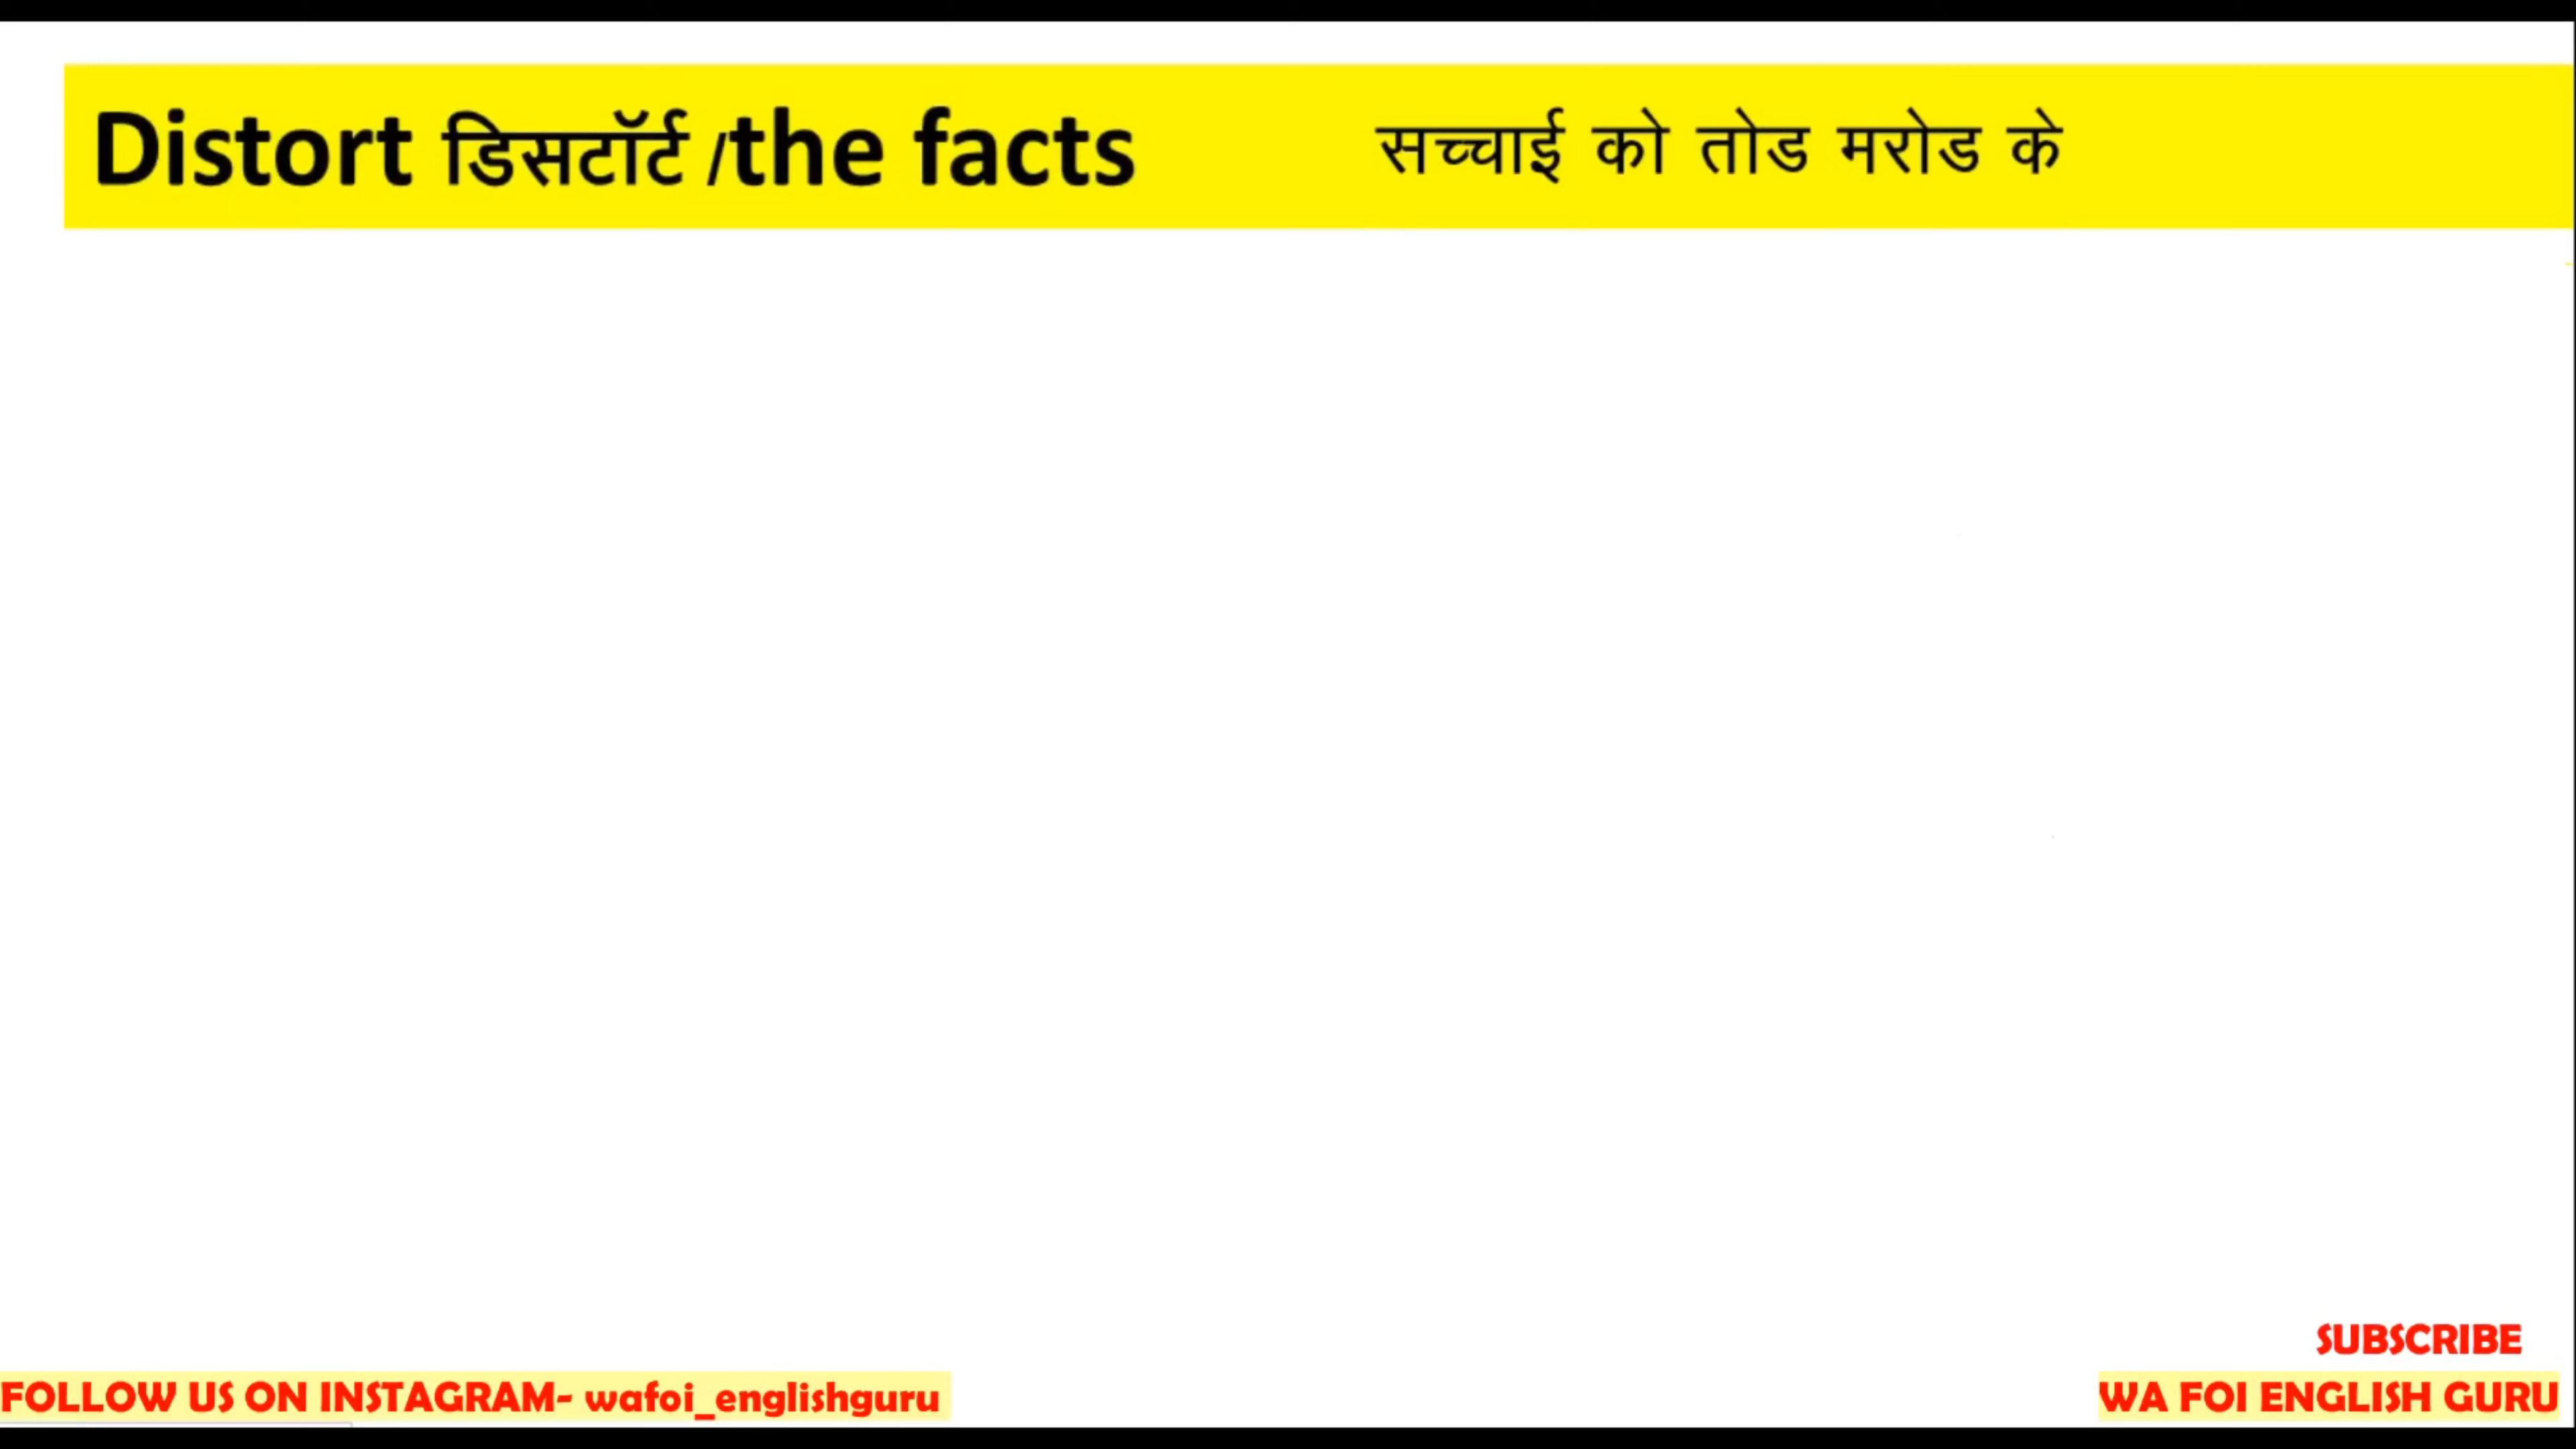 Distort डिसटॉर्ट /the facts सच्चाई को तोड मरोड के
SUBSCRIBE
FOLLOW US ON INSTAGRAM- wafoi_englishguru WA FOI ENGLISH GURU